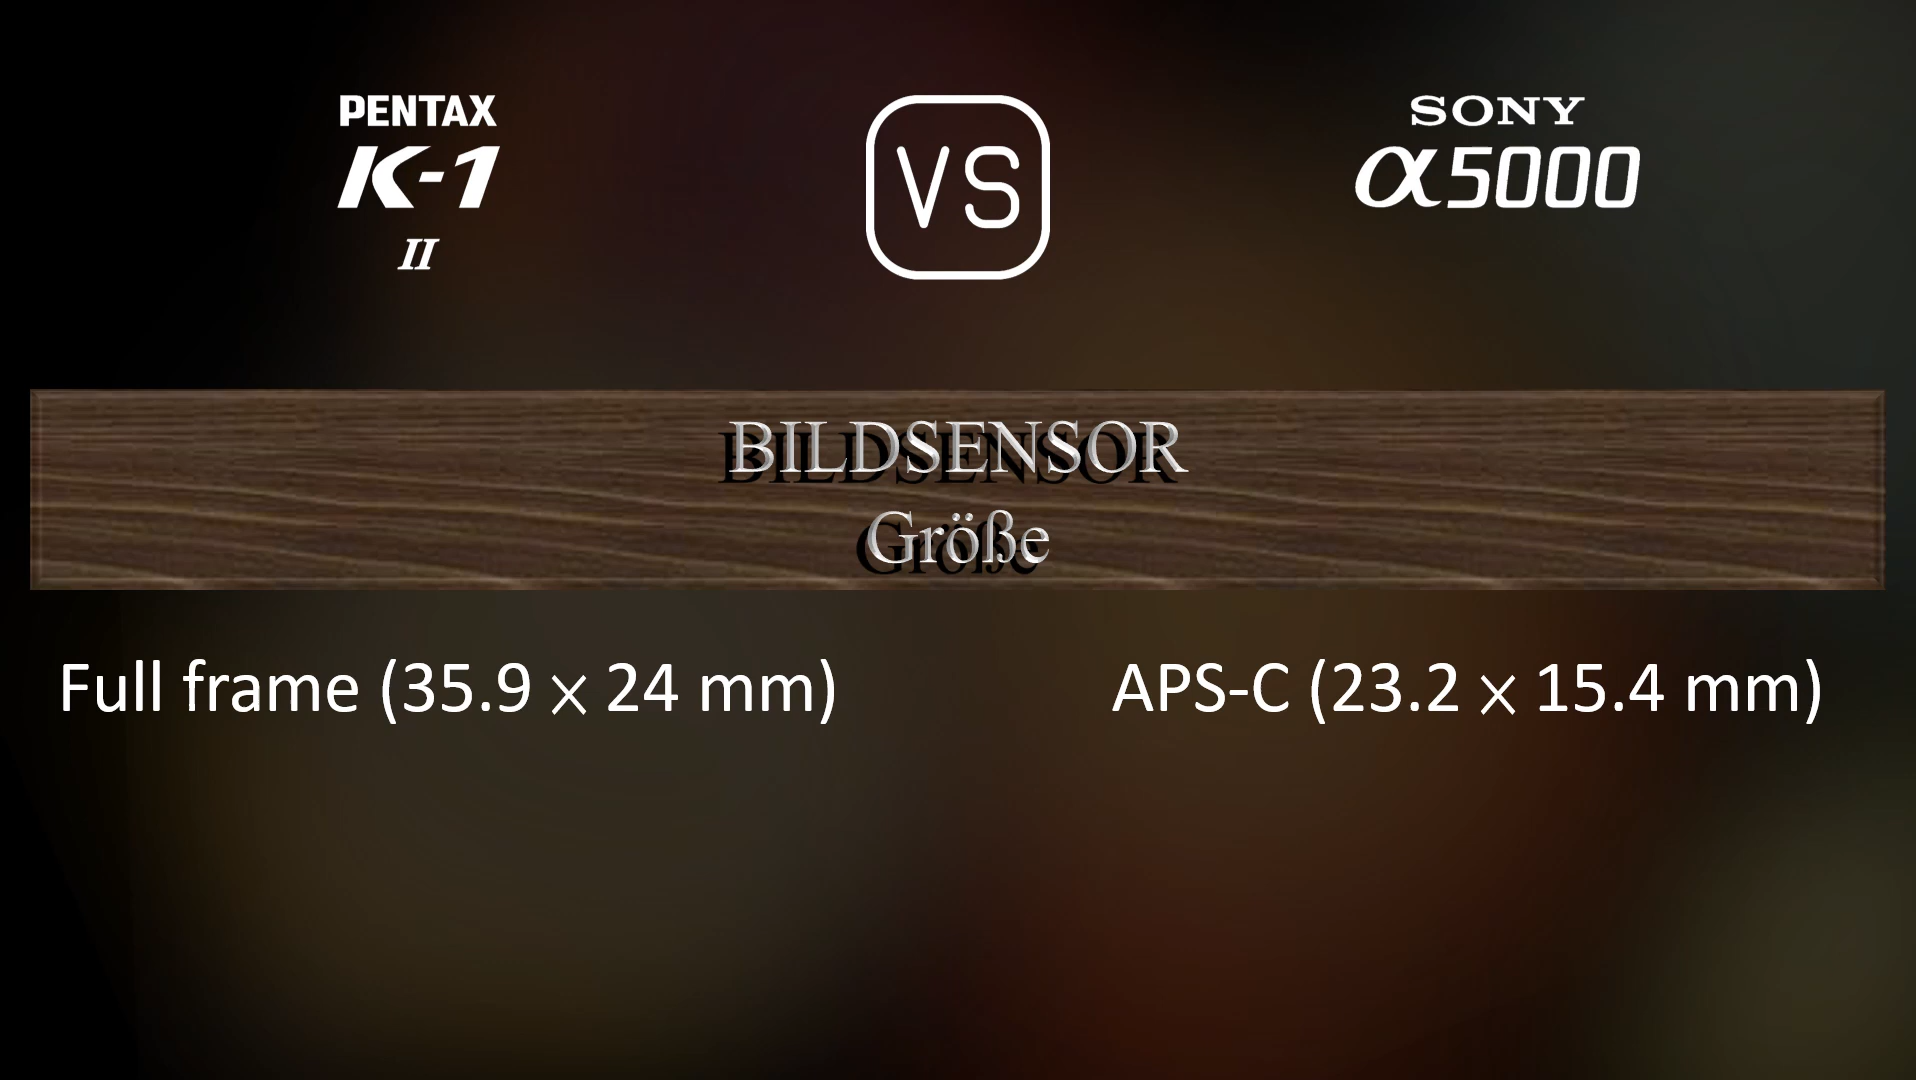 PENTAX
K-1
II
VS
SONY
α5000
BILDSENSOR
Größe
Full frame (35.9 x 24 mm)
APS-C (23.2 x 15.4 mm)